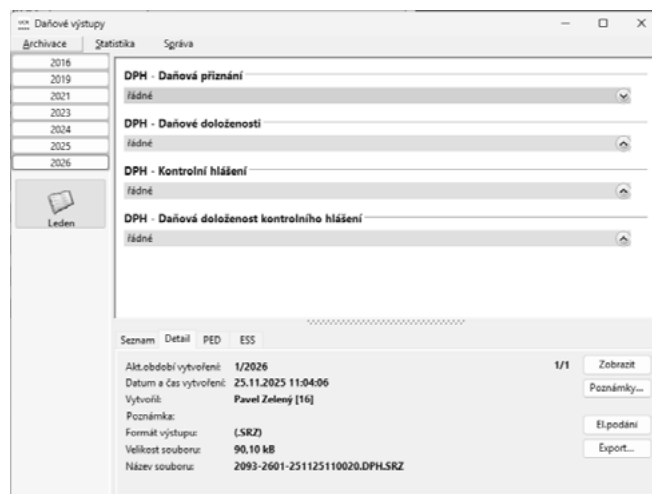 Daňové výstupy
Archivace Statistika Správa
2016
2019
2021
2023
2024
2025
2026
Leden
DPH - Daňová přiznání
řádné
DPH - Daňové doloženosti
řádné
DPH - Kontrolní hlášení
řádné
DPH - Daňová doloženost kontrolního hlášení
řádné
Seznam Detail PED ESS
Akt.období vytvoření: 1/2026 1/1
Datum a čas vytvoření: 25.11.2025 11:04:06
Vytvořil: Pavel Zelený [16]
Poznámka:
Formát výstupu: (.SRZ)
Velikost souboru: 90,10 kB
Název souboru: 2093-2601-251125110020.DPH.SRZ
Zobrazit
Poznámky...
El.podání
Export...